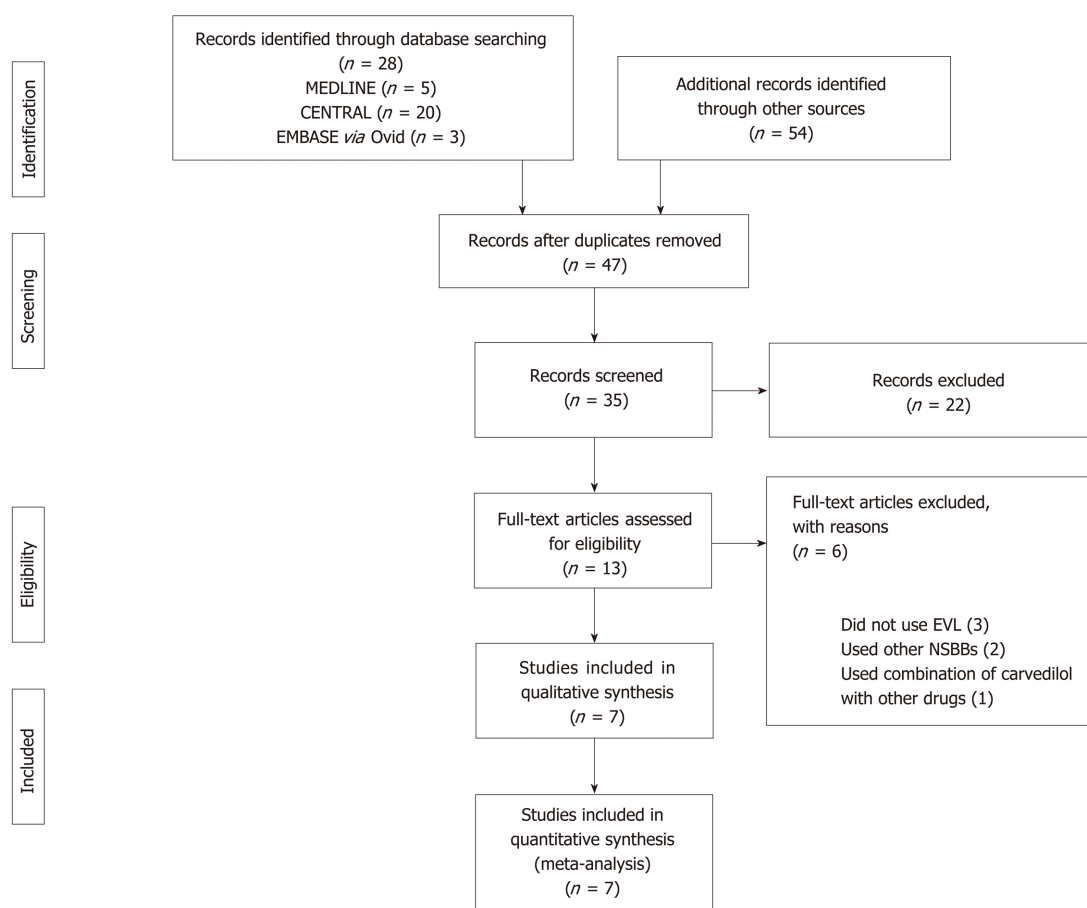 Identification
Records identified through database searching
(n = 28)
MEDLINE (n = 5)
CENTRAL (n = 20)
EMBASE via Ovid (n = 3)
Additional records identified
through other sources
(n = 54)
Screening
Records after duplicates removed
(n = 47)
Records screened
(n = 35)
Records excluded
(n = 22)
Eligibility
Full-text articles assessed
for eligibility
(n = 13)
Full-text articles excluded,
with reasons
(n = 6)
Did not use EVL (3)
Used other NSBBs (2)
Used combination of carvedilol
with other drugs (1)
Included
Studies included in
qualitative synthesis
(n = 7)
Studies included in
quantitative synthesis
(meta-analysis)
(n = 7)